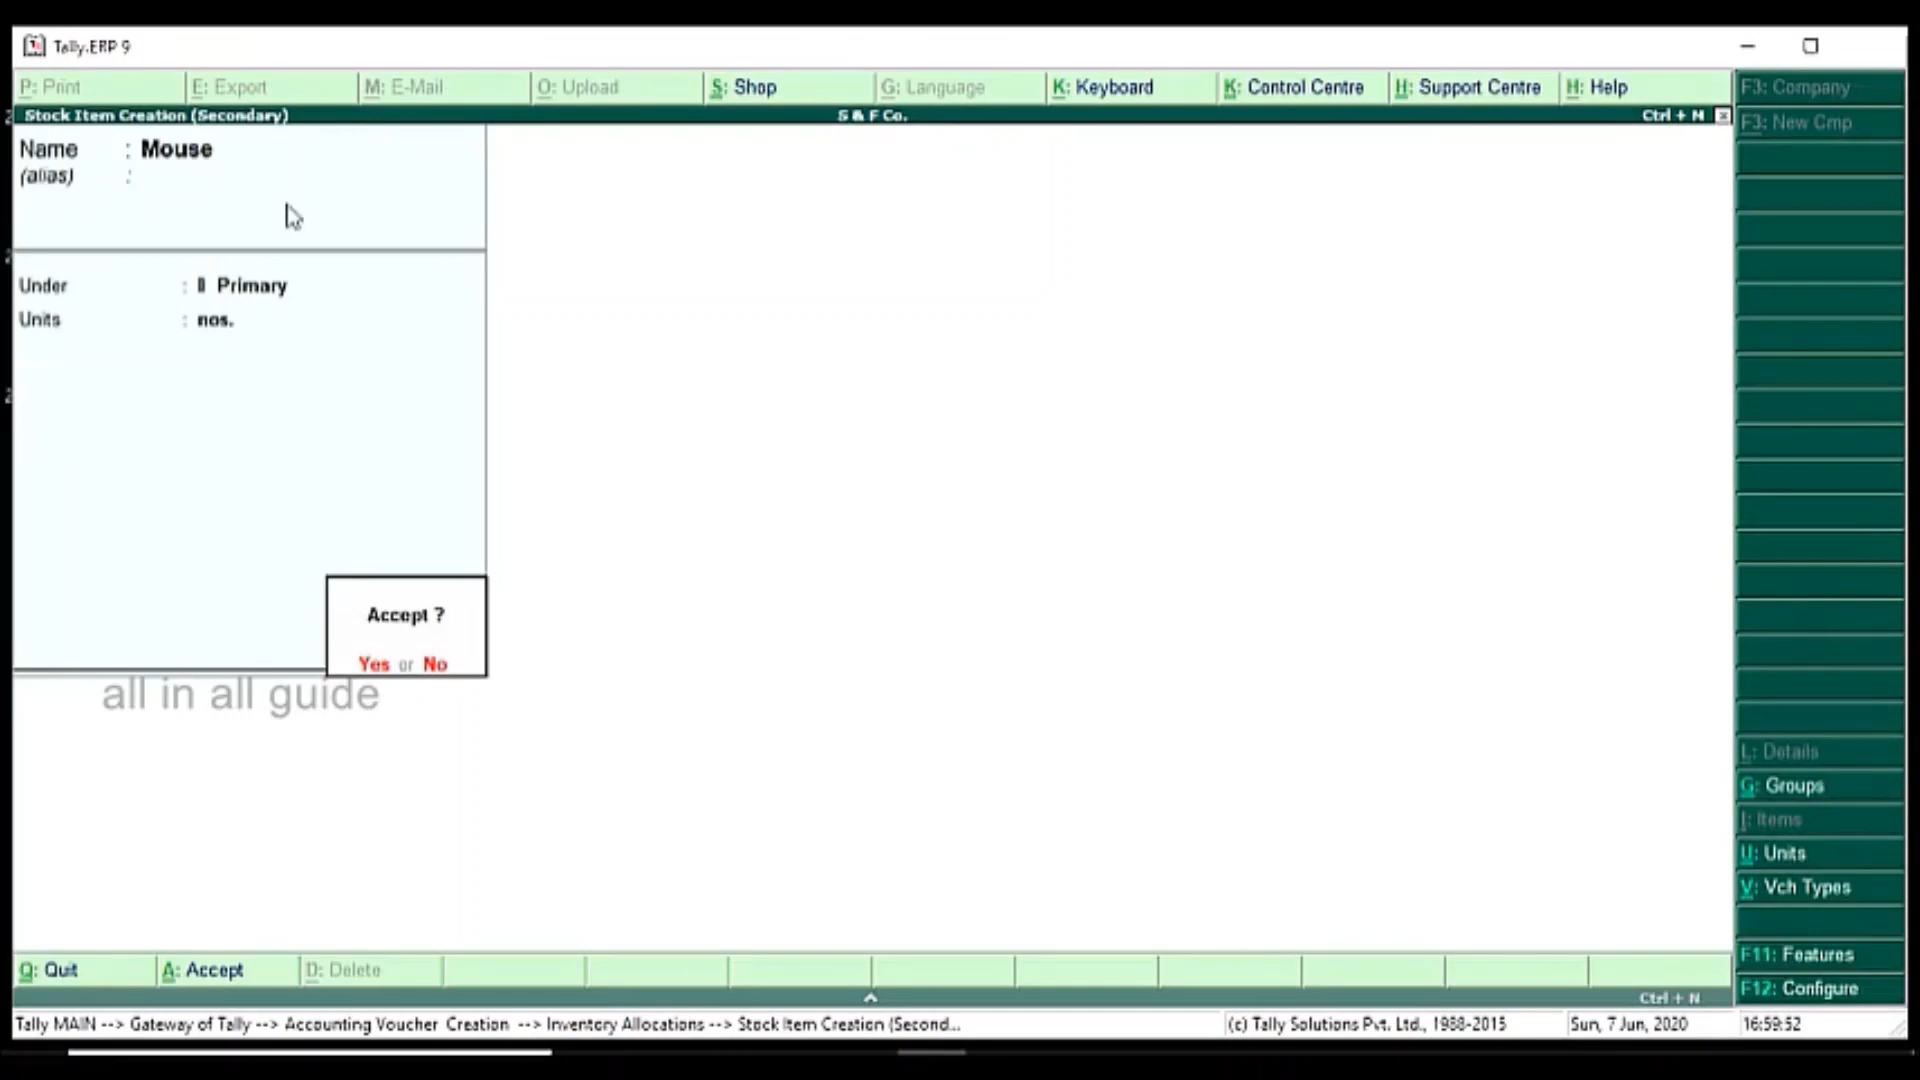 Tally.ERP 9
P: Print E: Export M: E-Mail O: Upload S: Shop G: Language K: Keyboard K: Control Centre H: Support Centre H: Help
F3: Company
Stock Item Creation (Secondary) S & F Co. Ctrl + M
F3: New Cmp
Name : Mouse
(alias) :
Under : Primary
Units : nos.
Accept ?
Yes or No
all in all guide
L: Details
G: Groups
I: Items
U: Units
V: Vch Types
F11: Features
F12: Configure
Q: Quit A: Accept D: Delete
Ctrl + N
Tally MAIN --> Gateway of Tally --> Accounting Voucher Creation --> Inventory Allocations --> Stock Item Creation (Second... (c) Tally Solutions Pvt. Ltd., 1988-2015 Sun, 7 Jun, 2020 16:59:52